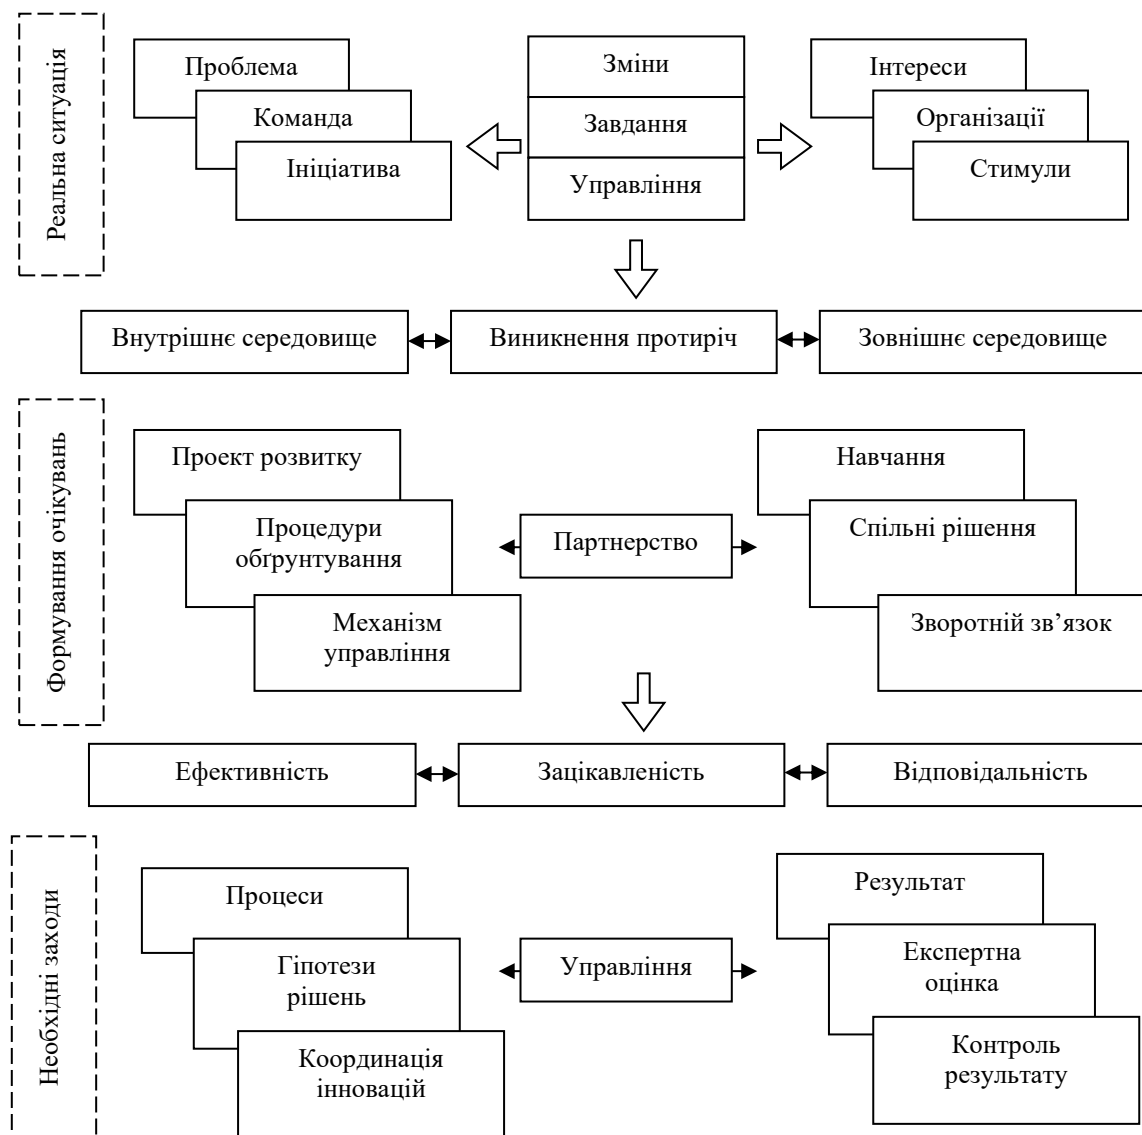 Реальна ситуація
Проблема
Команда
Ініціатива
Зміни
Завдання
Управління
Інтереси
Організації
Стимули
Внутрішнє середовище
Виникнення протиріч
Зовнішнє середовище
Формування очікувань
Проект розвитку
Процедури
обґрунтування
Механізм
управління
Партнерство
Навчання
Спільні рішення
Зворотній зв’язок
Ефективність
Зацікавленість
Відповідальність
Необхідні заходи
Процеси
Гіпотези
рішень
Координація
інновацій
Управління
Результат
Експертна
оцінка
Контроль
результату